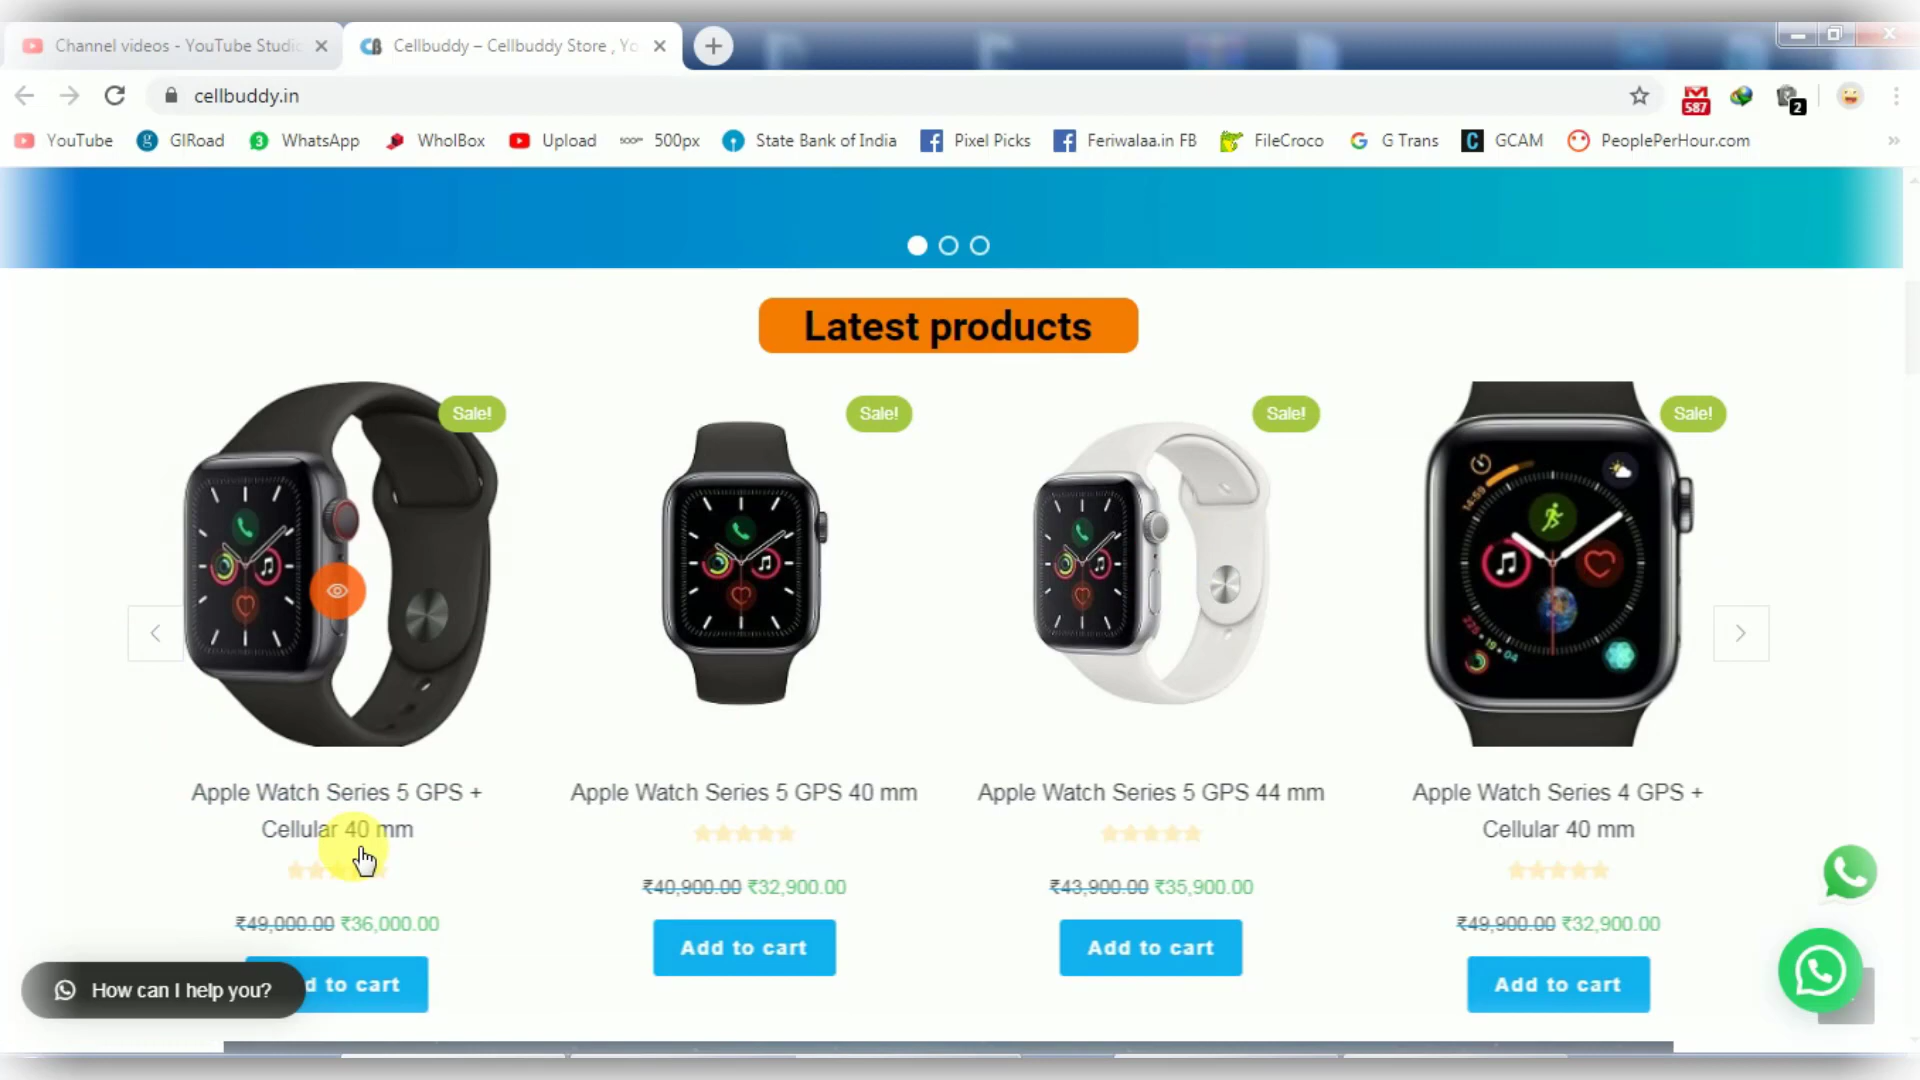 Channel videos - YouTube Studi
Cellbuddy – Cellbuddy Store , Yo
cellbuddy.in
587
2
YouTube
GIRoad
3
WhatsApp
WholBox
Upload
500px
500px
State Bank of India
Pixel Picks
Feriwalaa.in FB
FileCroco
G Trans
GCAM
PeoplePerHour.com
Latest products
Sale!
Sale!
Sale!
Sale!
Apple Watch Series 5 GPS +
Cellular 40 mm
₹49,000.00 ₹36,000.00
Apple Watch Series 5 GPS 40 mm
₹40,900.00 ₹32,900.00
Add to cart
Apple Watch Series 5 GPS 44 mm
₹43,900.00 ₹35,900.00
Add to cart
Apple Watch Series 4 GPS +
Cellular 40 mm
₹49,900.00 ₹32,900.00
Add to cart
d to cart
How can I help you?